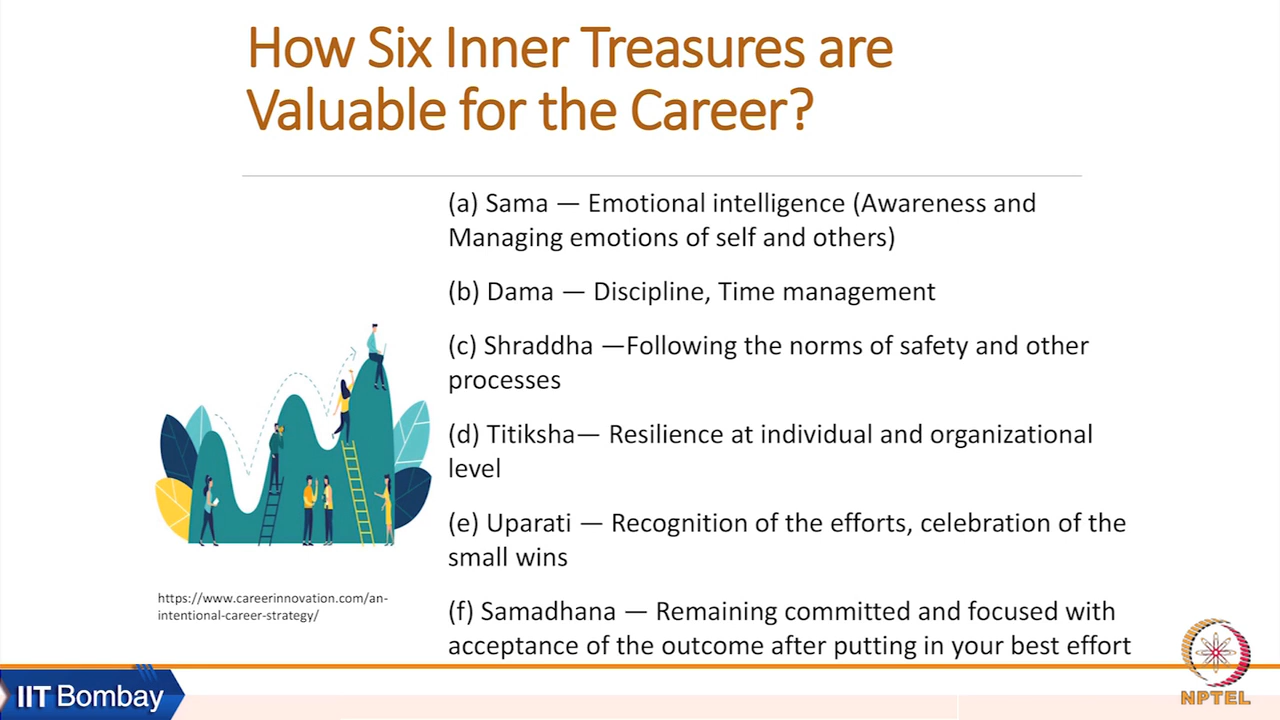 How Six Inner Treasures are
Valuable for the Career?
(a) Sama — Emotional intelligence (Awareness and
Managing emotions of self and others)
(b) Dama — Discipline, Time management
(c) Shraddha —Following the norms of safety and other
processes
(d) Titiksha— Resilience at individual and organizational
level
(e) Uparati — Recognition of the efforts, celebration of the
small wins
(f) Samadhana — Remaining committed and focused with
acceptance of the outcome after putting in your best effort
https://www.careerinnovation.com/an-
intentional-career-strategy/
IIT Bombay
NPTEL